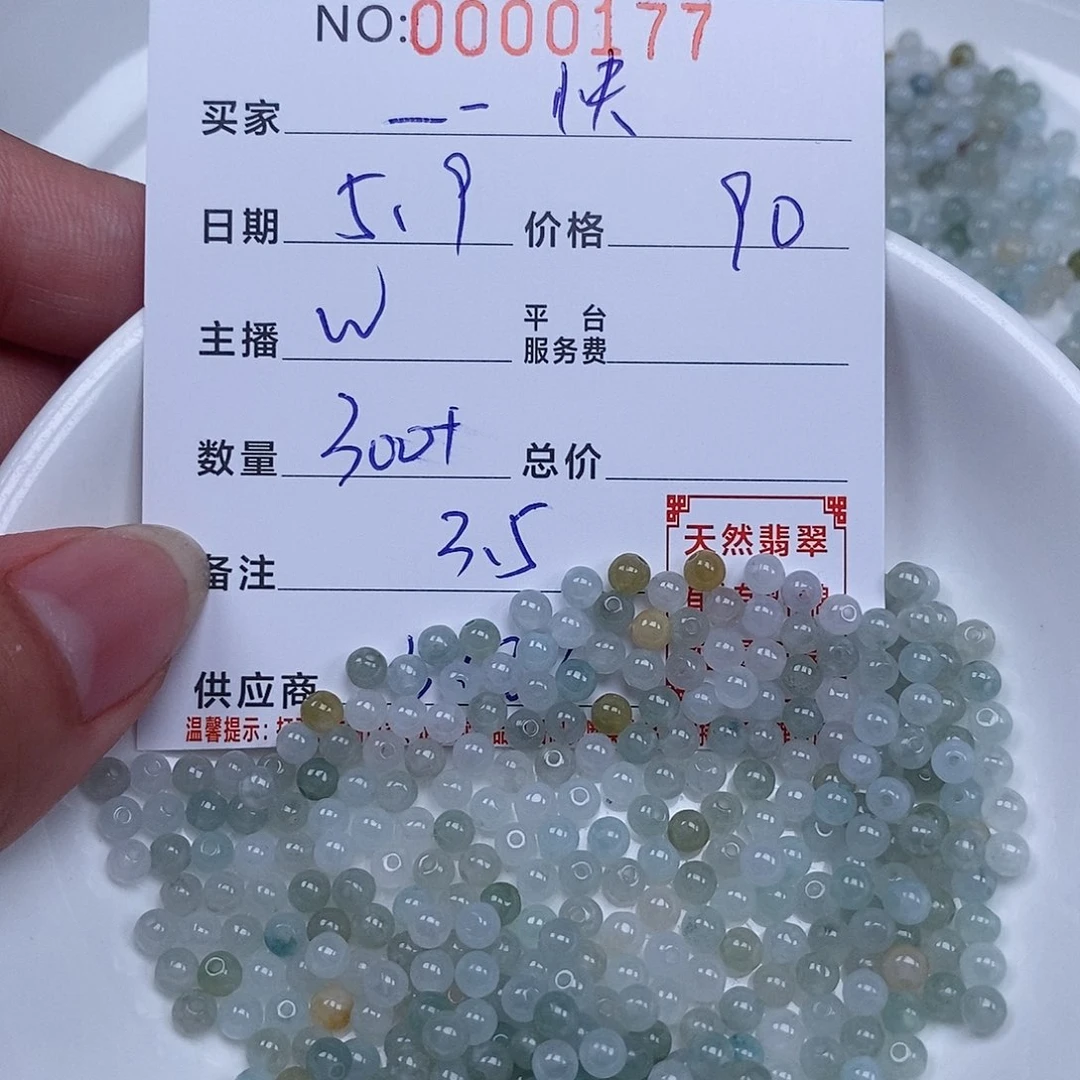 NO:0000177
买家 一一快
日期 5.9 价格 90
主播 W 平台服务费
数量 300+ 总价
备注 3.5
天然翡翠
供应商
温馨提示: